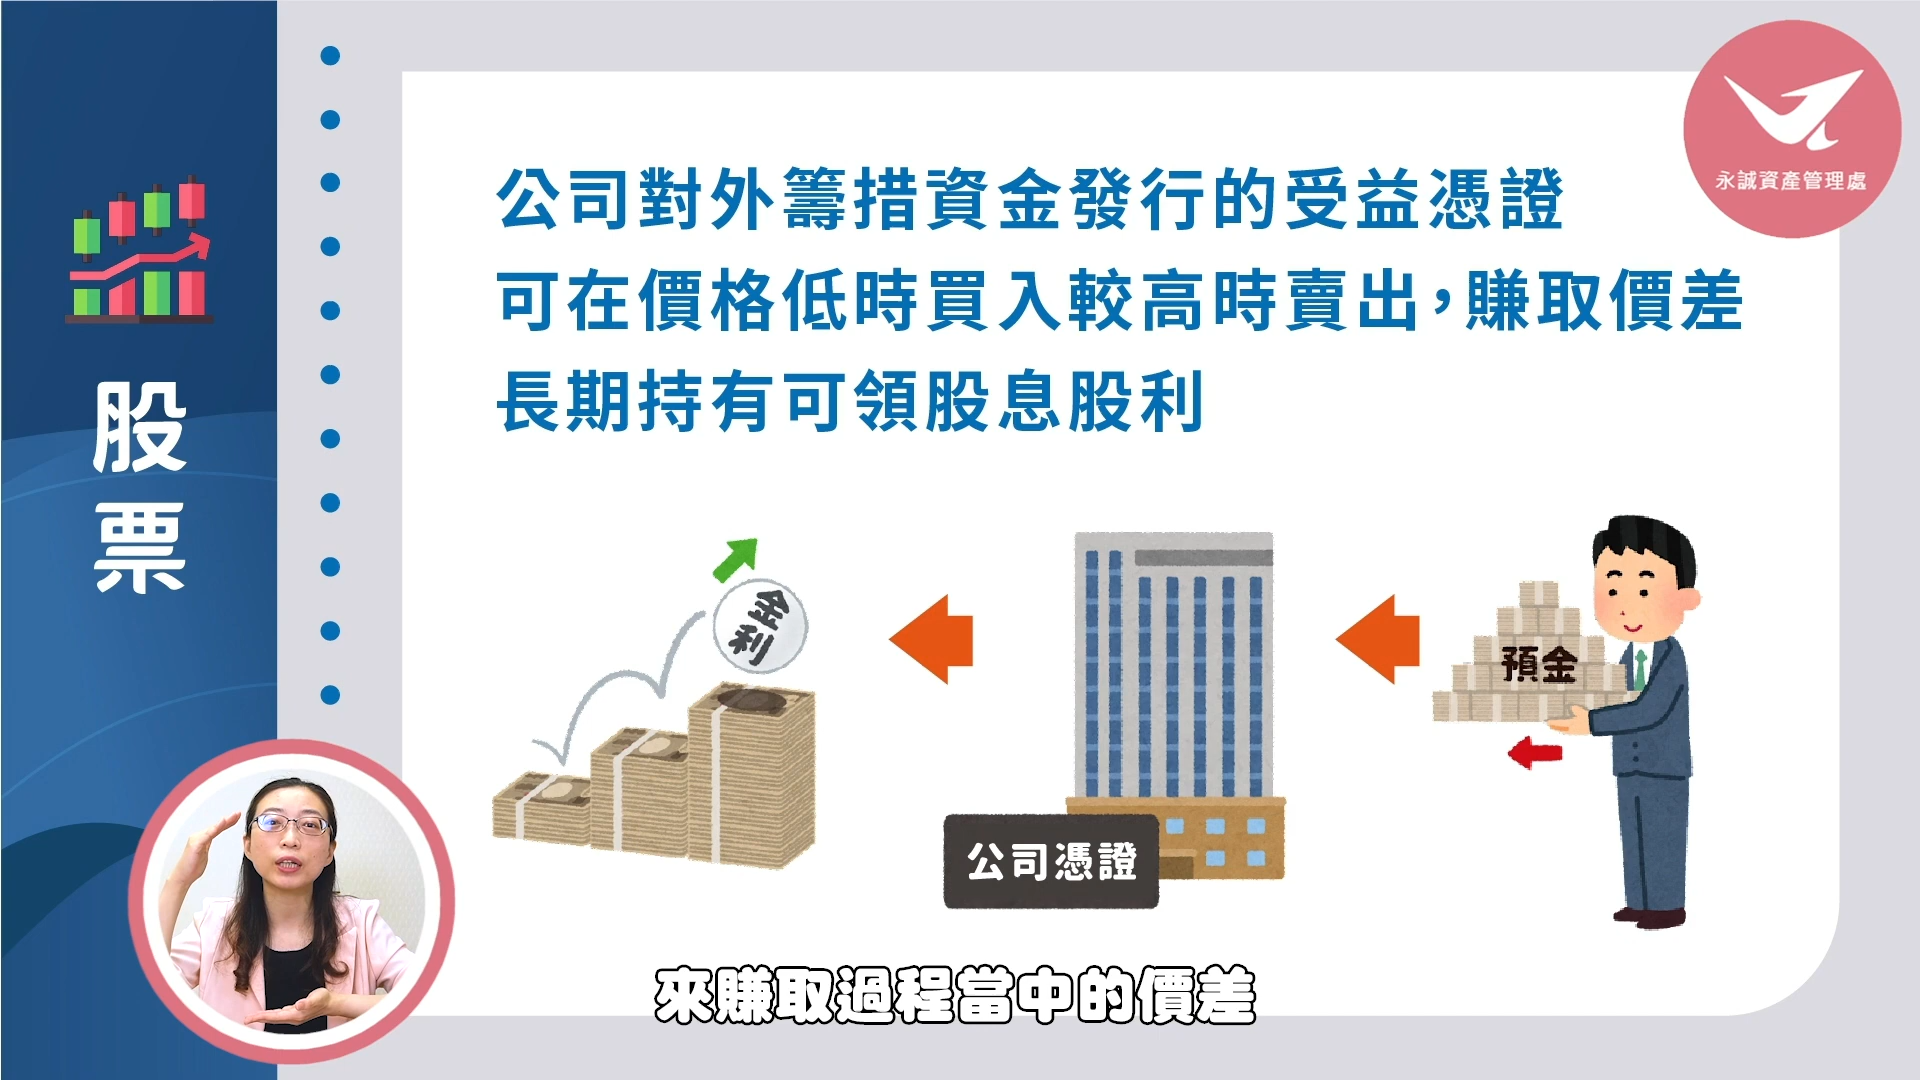 股票
公司對外籌措資金發行的受益憑證
可在價格低時買入較高時賣出，賺取價差
長期持有可領股息股利
永誠資產管理處
金利
公司憑證
預金
來賺取過程當中的價差